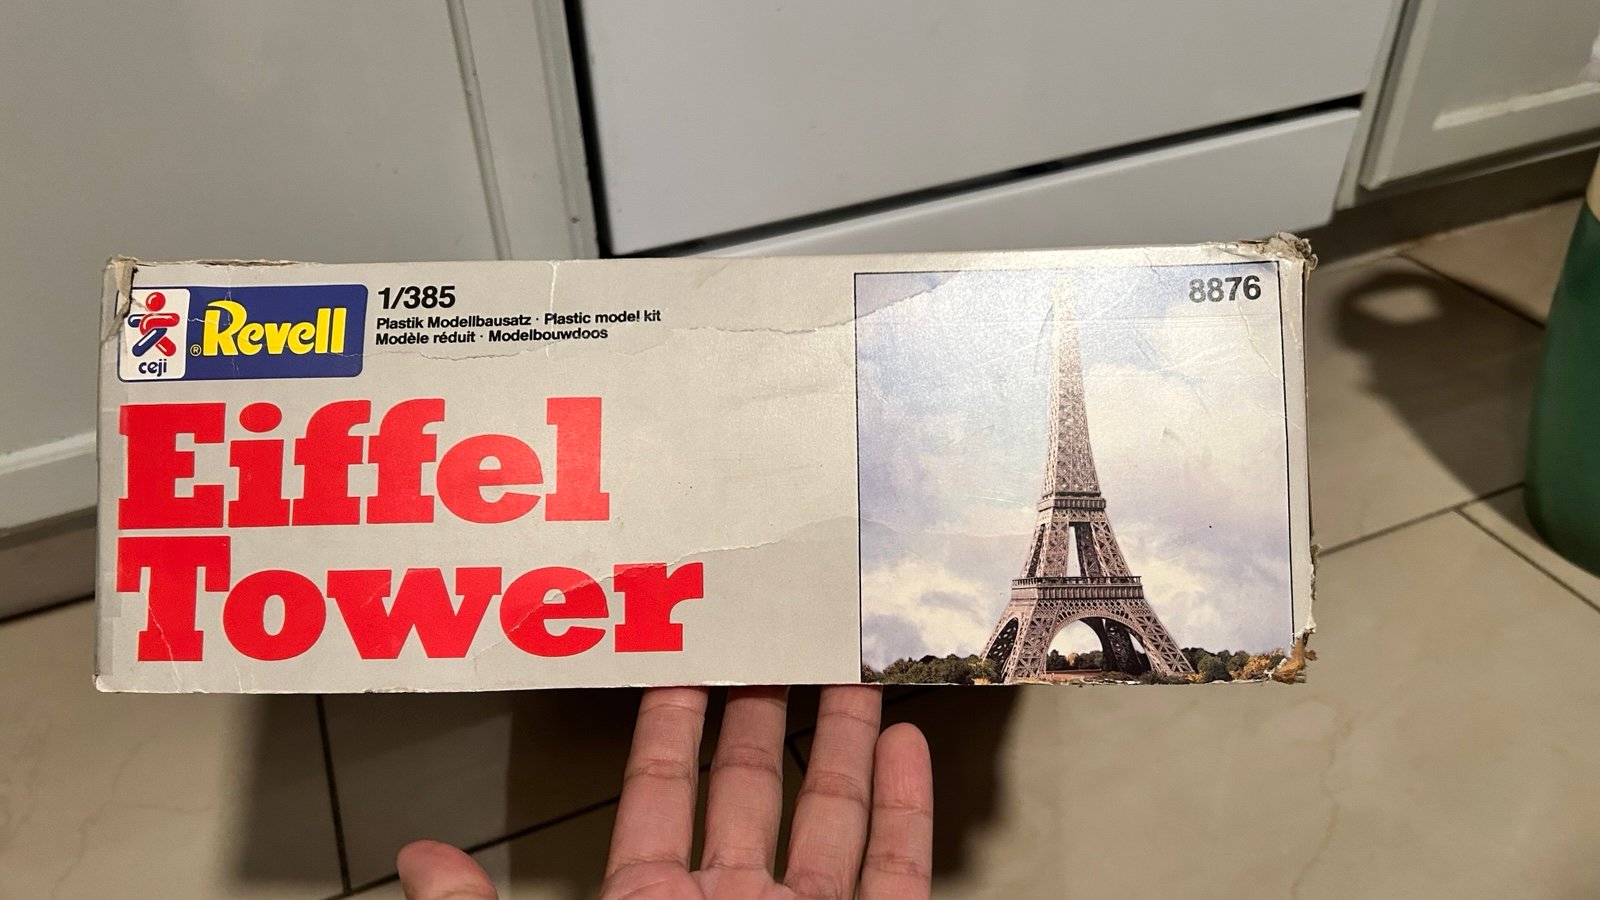 ceji
® Revell
1/385
Plastik Modellbausatz · Plastic model kit
Modèle réduit · Modelbouwdoos
Eiffel
Tower
8876